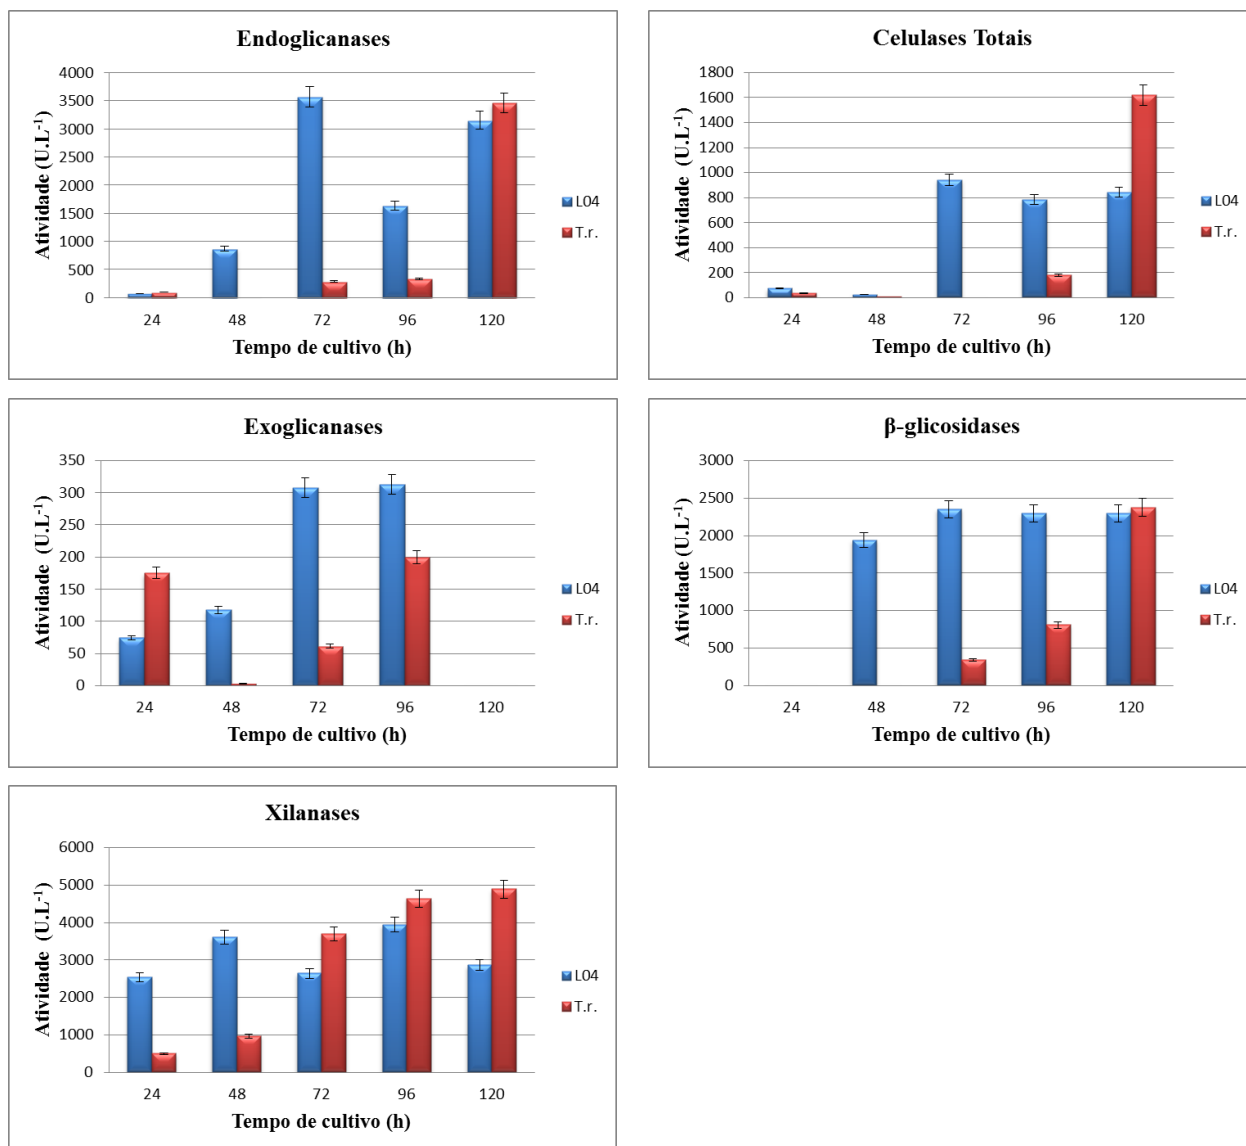 Endoglicanases
Atividade (U.L⁻¹)
4000
3500
3000
2500
2000
1500
1000
500
0
24 48 72 96 120
Tempo de cultivo (h)
L04
T.r.
Celulases Totais
Atividade (U.L⁻¹)
1800
1600
1400
1200
1000
800
600
400
200
0
24 48 72 96 120
Tempo de cultivo (h)
L04
T.r.
Exoglicanases
Atividade (U.L⁻¹)
350
300
250
200
150
100
50
0
24 48 72 96 120
Tempo de cultivo (h)
L04
T.r.
β-glicosidases
Atividade (U.L⁻¹)
3000
2500
2000
1500
1000
500
0
24 48 72 96 120
Tempo de cultivo (h)
L04
T.r.
Xilanases
Atividade (U.L⁻¹)
6000
5000
4000
3000
2000
1000
0
24 48 72 96 120
Tempo de cultivo (h)
L04
T.r.